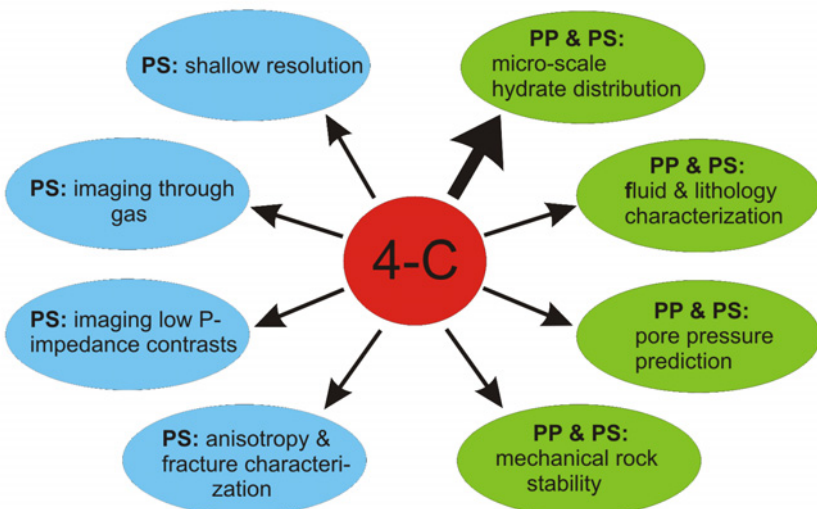 PS: shallow resolution
PP & PS:
micro-scale
hydrate distribution
PS: imaging through
gas
PP & PS:
fluid & lithology
characterization
4-C
PS: imaging low P-
impedance contrasts
PP & PS:
pore pressure
prediction
PS: anisotropy &
fracture characteri-
zation
PP & PS:
mechanical rock
stability